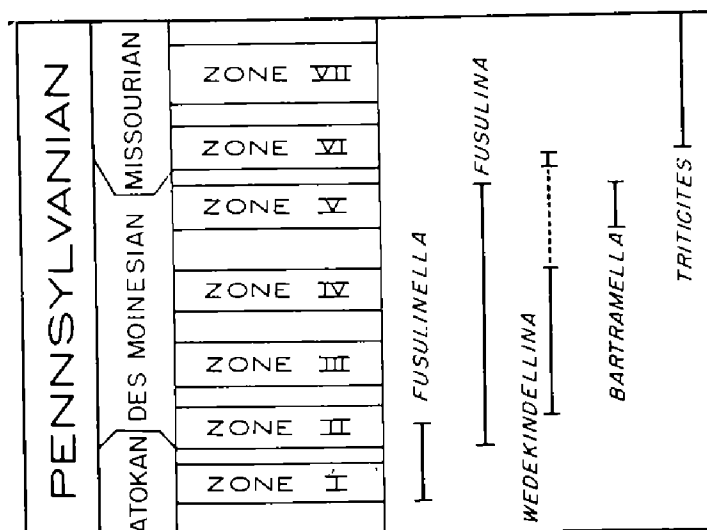 PENNSYLVANIAN
MISSOURIAN
DES MOINESIAN
ATOKAN
ZONE VII
ZONE VI
ZONE V
ZONE IV
ZONE III
ZONE II
ZONE I
FUSULINELLA
FUSULINA
WEDEKINDELLINA
BARTRAMELLA
TRITICITES